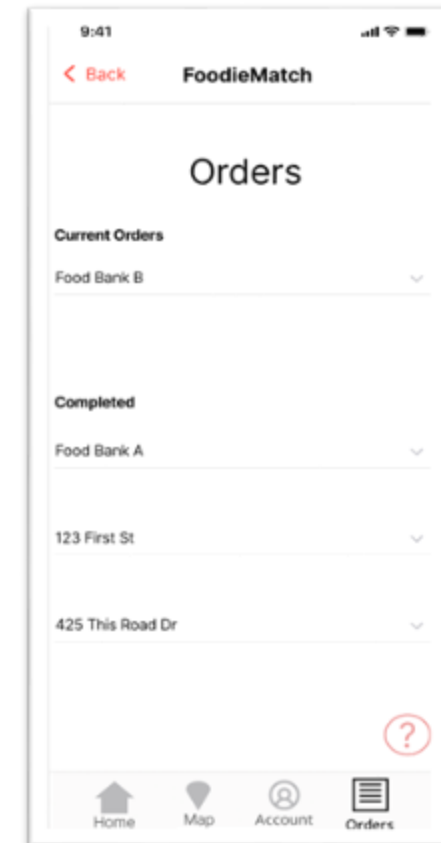 9:41
Back FoodieMatch
Orders
Current Orders
Food Bank B
Completed
Food Bank A
123 First St
425 This Road Dr
?
Home Map Account Orders